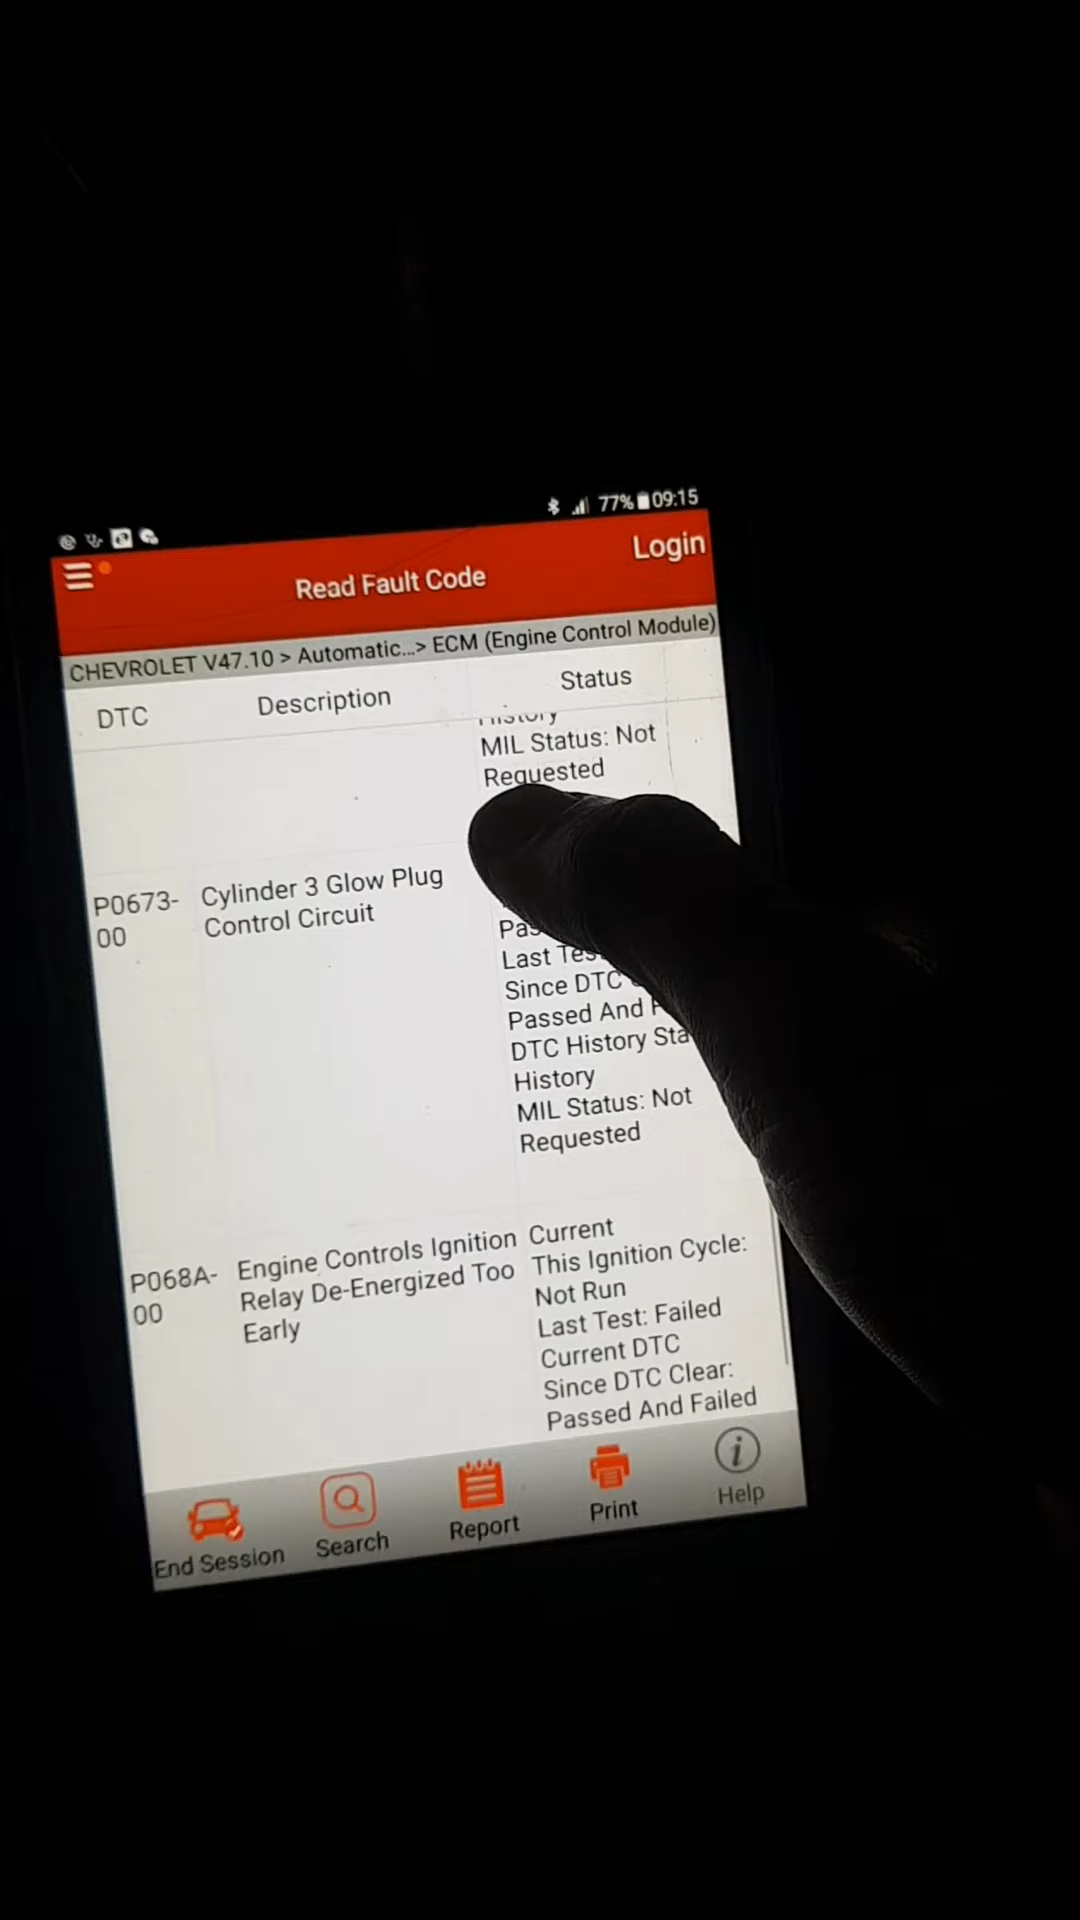 77% 09:15
Login
Read Fault Code
CHEVROLET V47.10 > Automatic...> ECM (Engine Control Module)
DTC Description Status
History
MIL Status: Not
Requested
P0673-
00
Cylinder 3 Glow Plug
Control Circuit
Last
Since DTC
Passed And
DTC History
History
MIL Status: Not
Requested
P068A-
00
Engine Controls Ignition
Relay De-Energized Too
Early
Current
This Ignition Cycle:
Not Run
Last Test: Failed
Current DTC
Since DTC Clear:
Passed And Failed
End Session
Search
Report
Print
Help